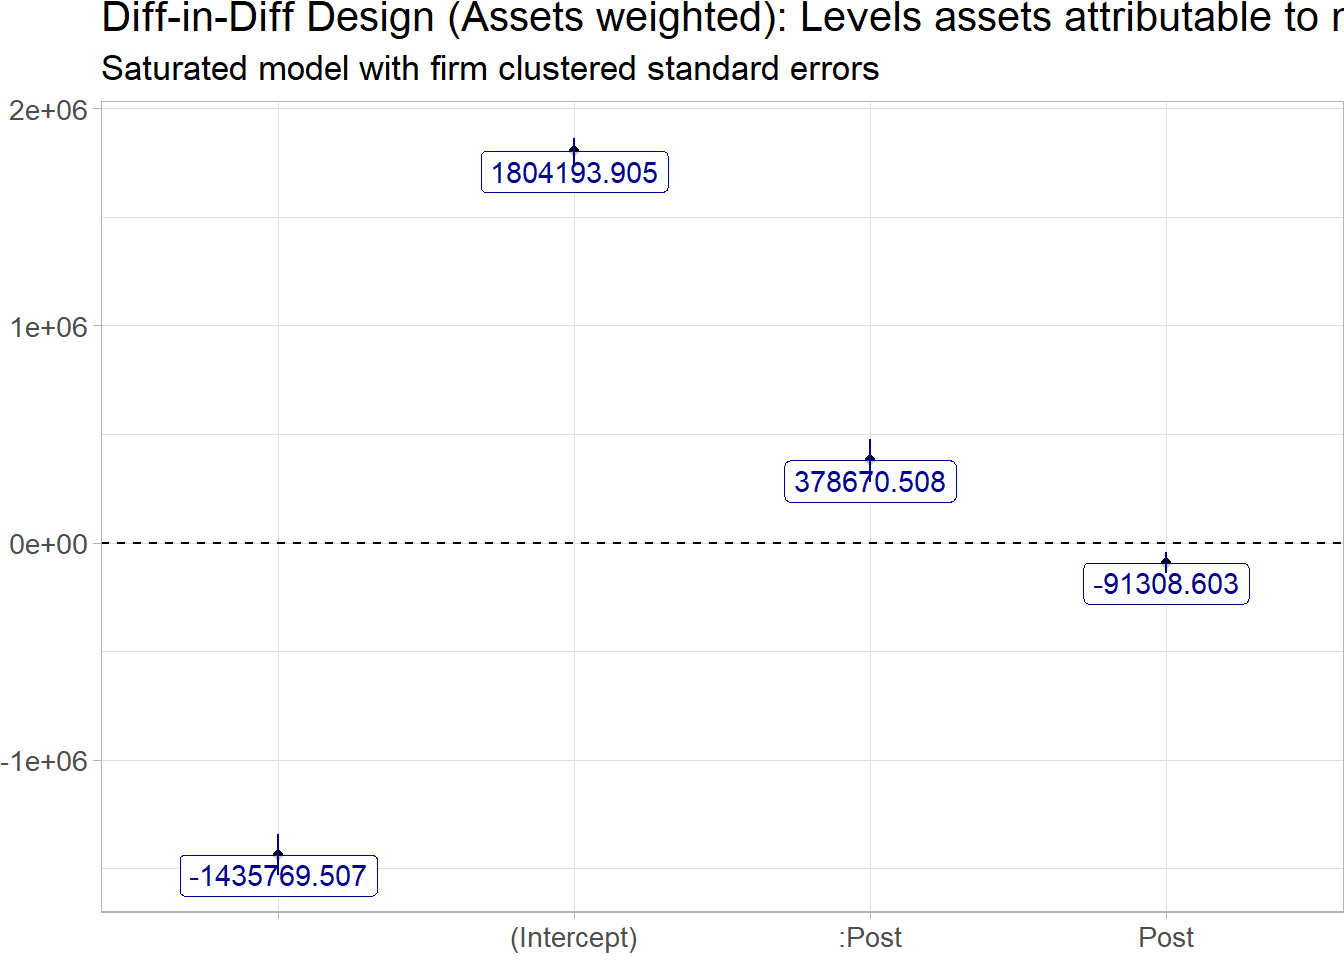 Diff-in-Diff Design (Assets weighted): Levels assets attributable to
Saturated model with firm clustered standard errors
2e+06
1804193.905
1e+06
378670.508
0e+00
-91308.603
-1e+06
-1435769.507
(Intercept)
:Post
Post